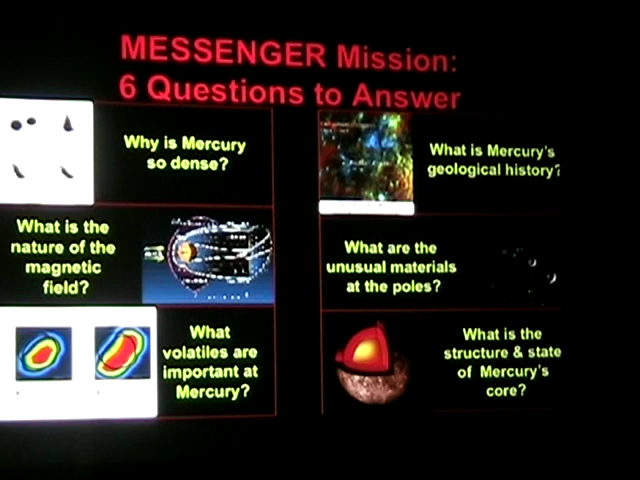 MESSENGER Mission:
6 Questions to Answer
Why is Mercury
so dense?
What is Mercury's
geological history?
What is the
nature of the
magnetic
field?
What are the
unusual materials
at the poles?
What
volatiles are
important at
Mercury?
What is the
structure & state
of Mercury's
core?